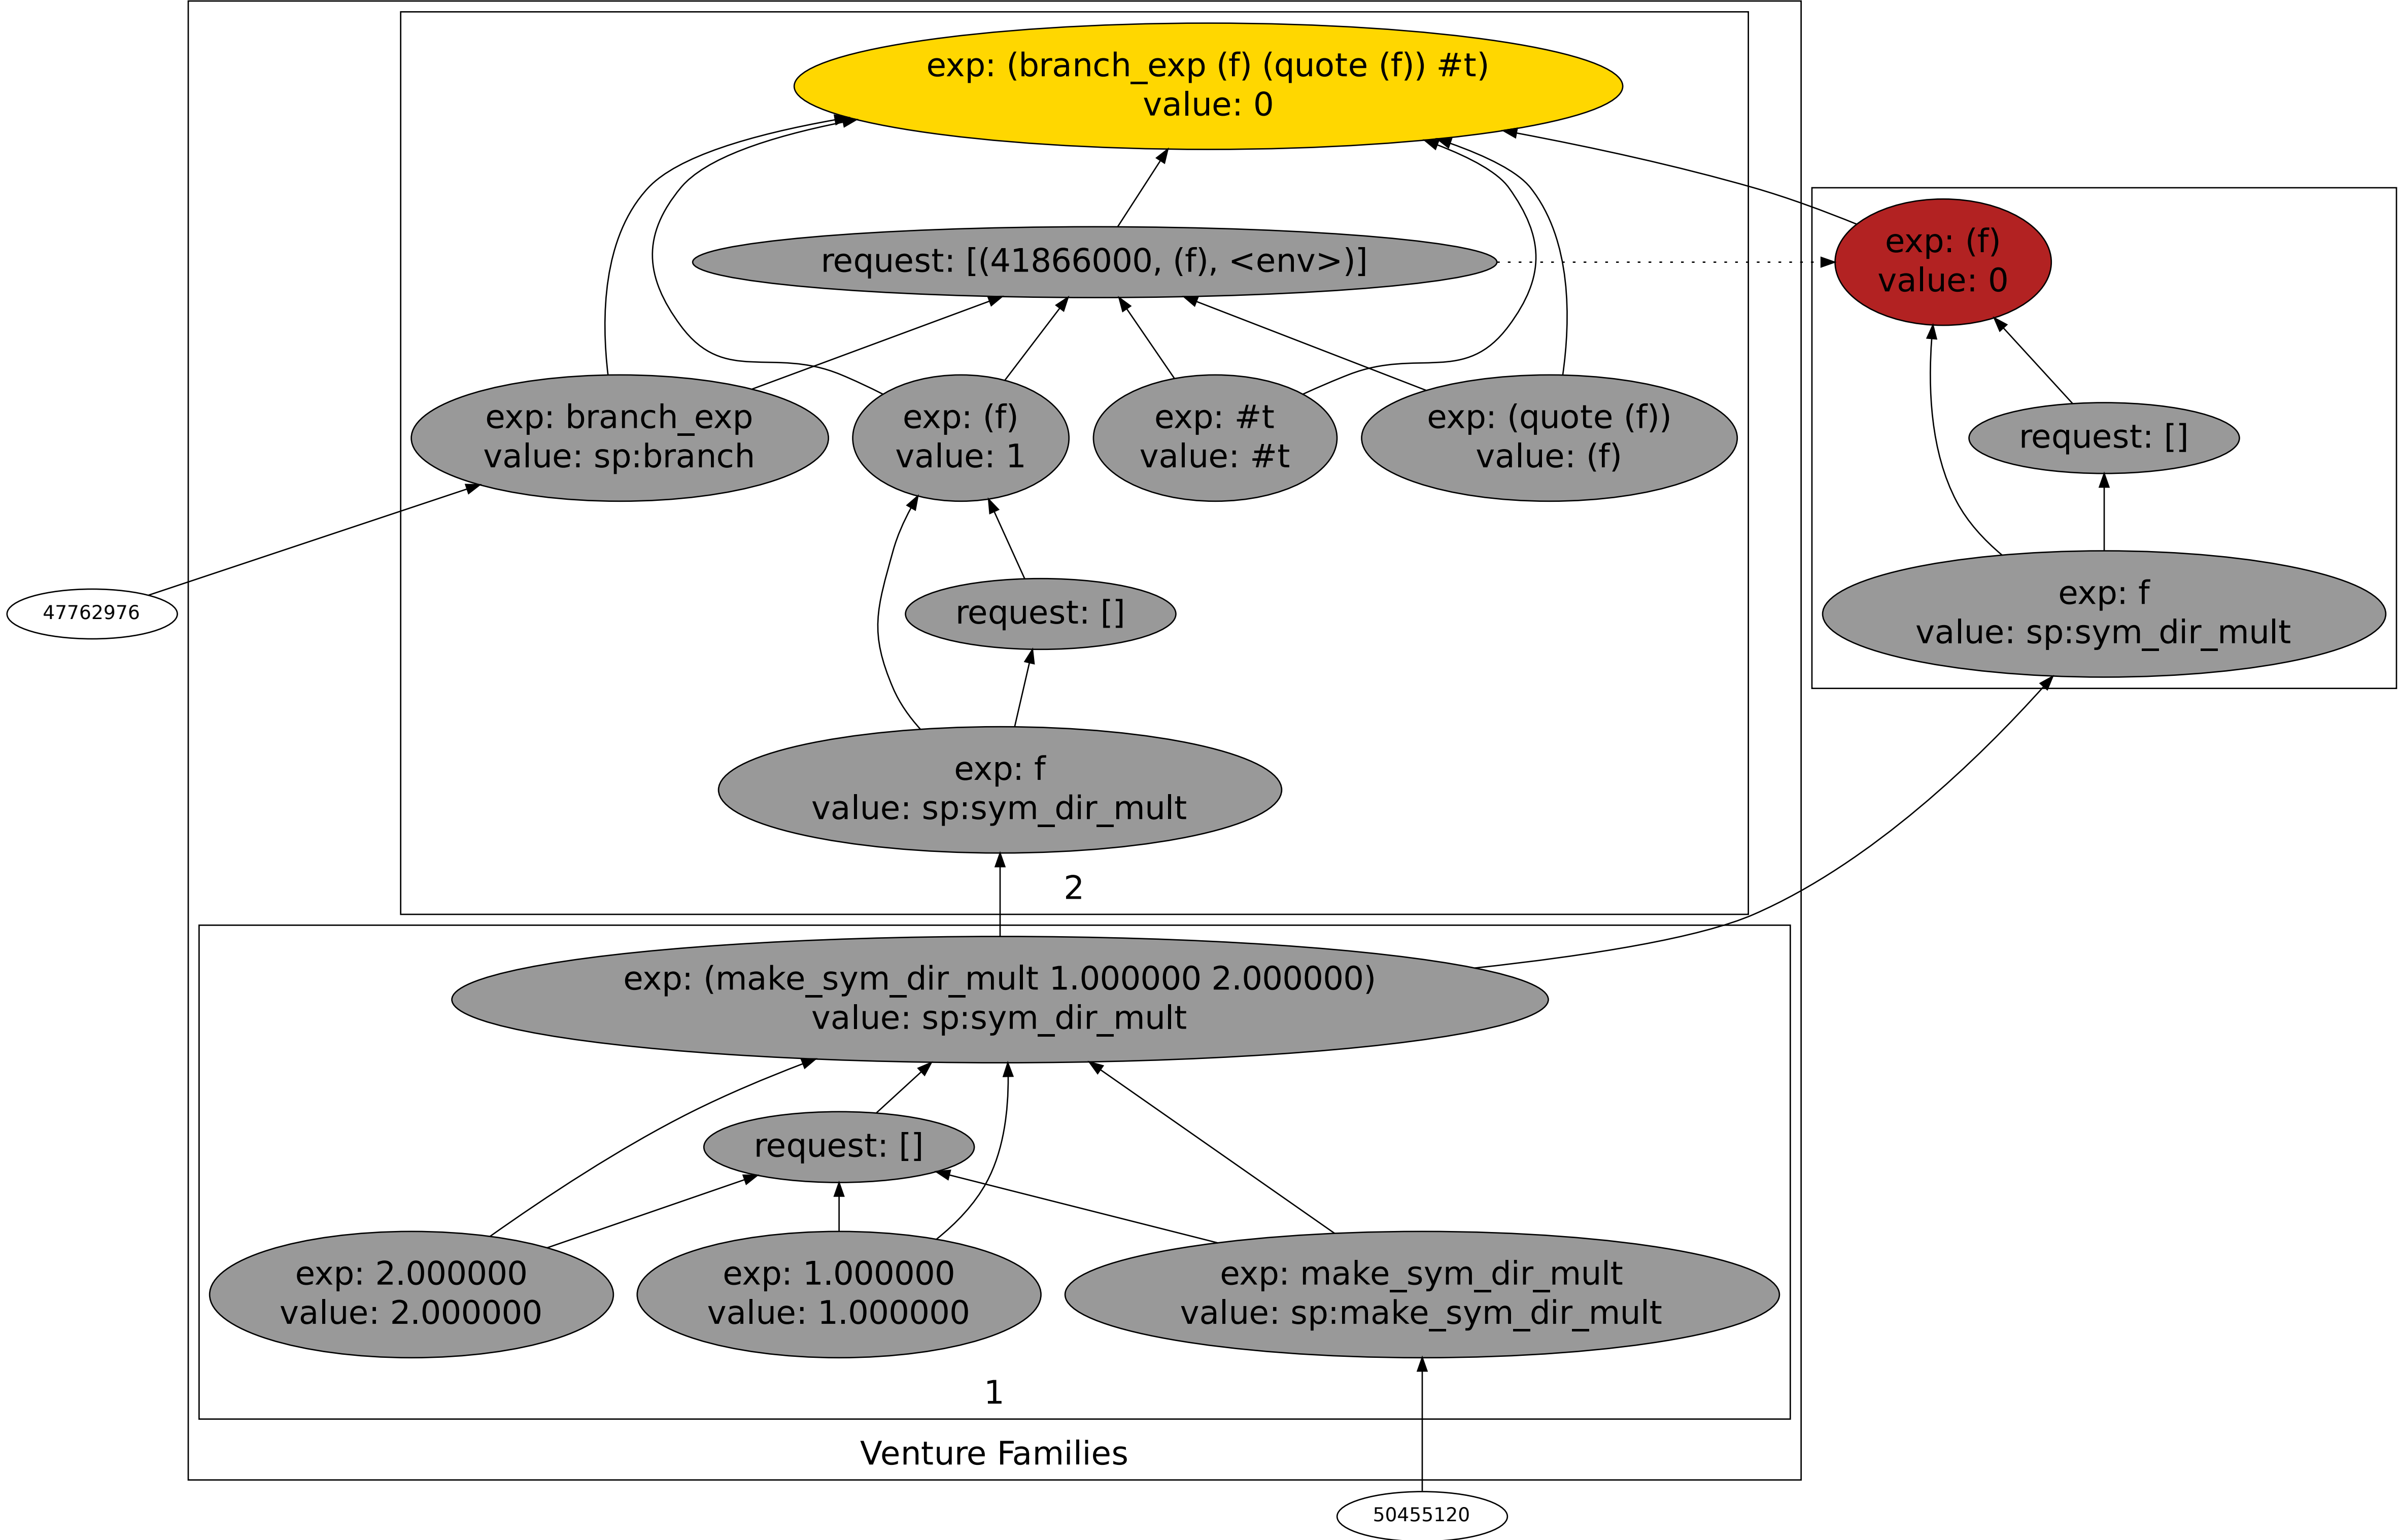 exp: (branch_exp (f) (quote (f)) #t)
value: 0
request: [(41866000, (f), <env>)]
exp: (f)
value: 0
exp: branch_exp
value: sp:branch
exp: (f)
value: 1
exp: #t
value: #t
exp: (quote (f))
value: (f)
request: []
47762976
request: []
exp: f
value: sp:sym_dir_mult
exp: f
value: sp:sym_dir_mult
2
exp: (make_sym_dir_mult 1.000000 2.000000)
value: sp:sym_dir_mult
request: []
exp: 2.000000
value: 2.000000
exp: 1.000000
value: 1.000000
exp: make_sym_dir_mult
value: sp:make_sym_dir_mult
1
Venture Families
50455120